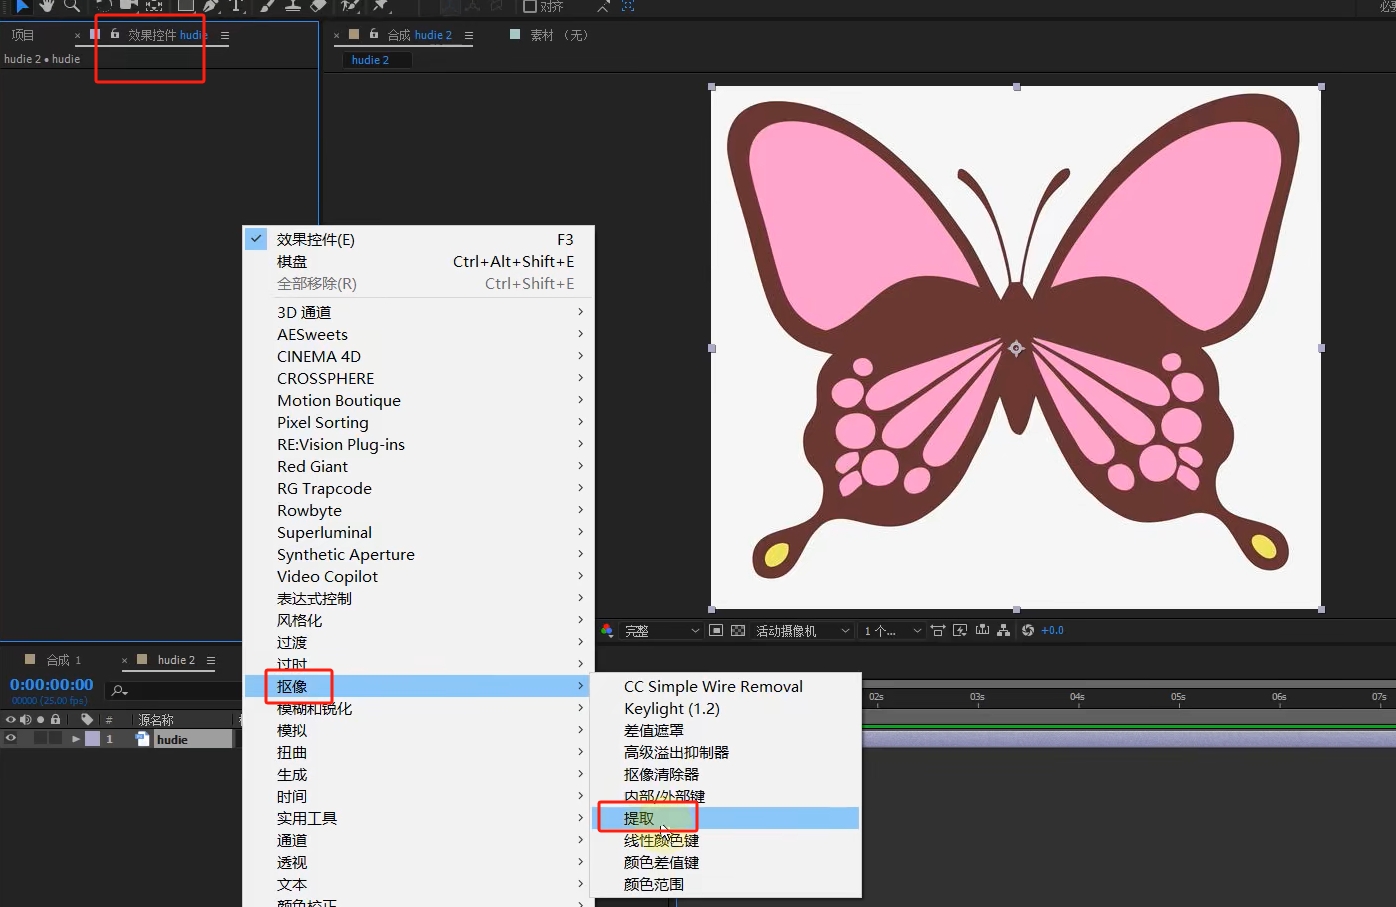 T
对齐
项目
× 效果控件 hudie
hudie 2 • hudie
× 合成 hudie 2
素材 (无)
hudie 2
效果控件(E) F3
棋盘 Ctrl+Alt+Shift+E
全部移除(R) Ctrl+Shift+E
3D 通道
AESweets
CINEMA 4D
CROSSPHERE
Motion Boutique
Pixel Sorting
RE:Vision Plug-ins
Red Giant
RG Trapcode
Rowbyte
Superluminal
Synthetic Aperture
Video Copilot
表达式控制
风格化
过渡
过时
抠像
模糊和锐化
模拟
扭曲
生成
时间
实用工具
通道
透视
文本
颜色校正
CC Simple Wire Removal
Keylight (1.2)
差值遮罩
高级溢出抑制器
抠像清除器
内部/外部键
提取
线性颜色键
颜色差值键
颜色范围
完整
活动摄像机
1 个...
+0.0
合成 1
× hudie 2
0:00:00:00
00000 (25.00 fps)
# 源名称
1 hudie
02s 03s 04s 05s 06s 07s